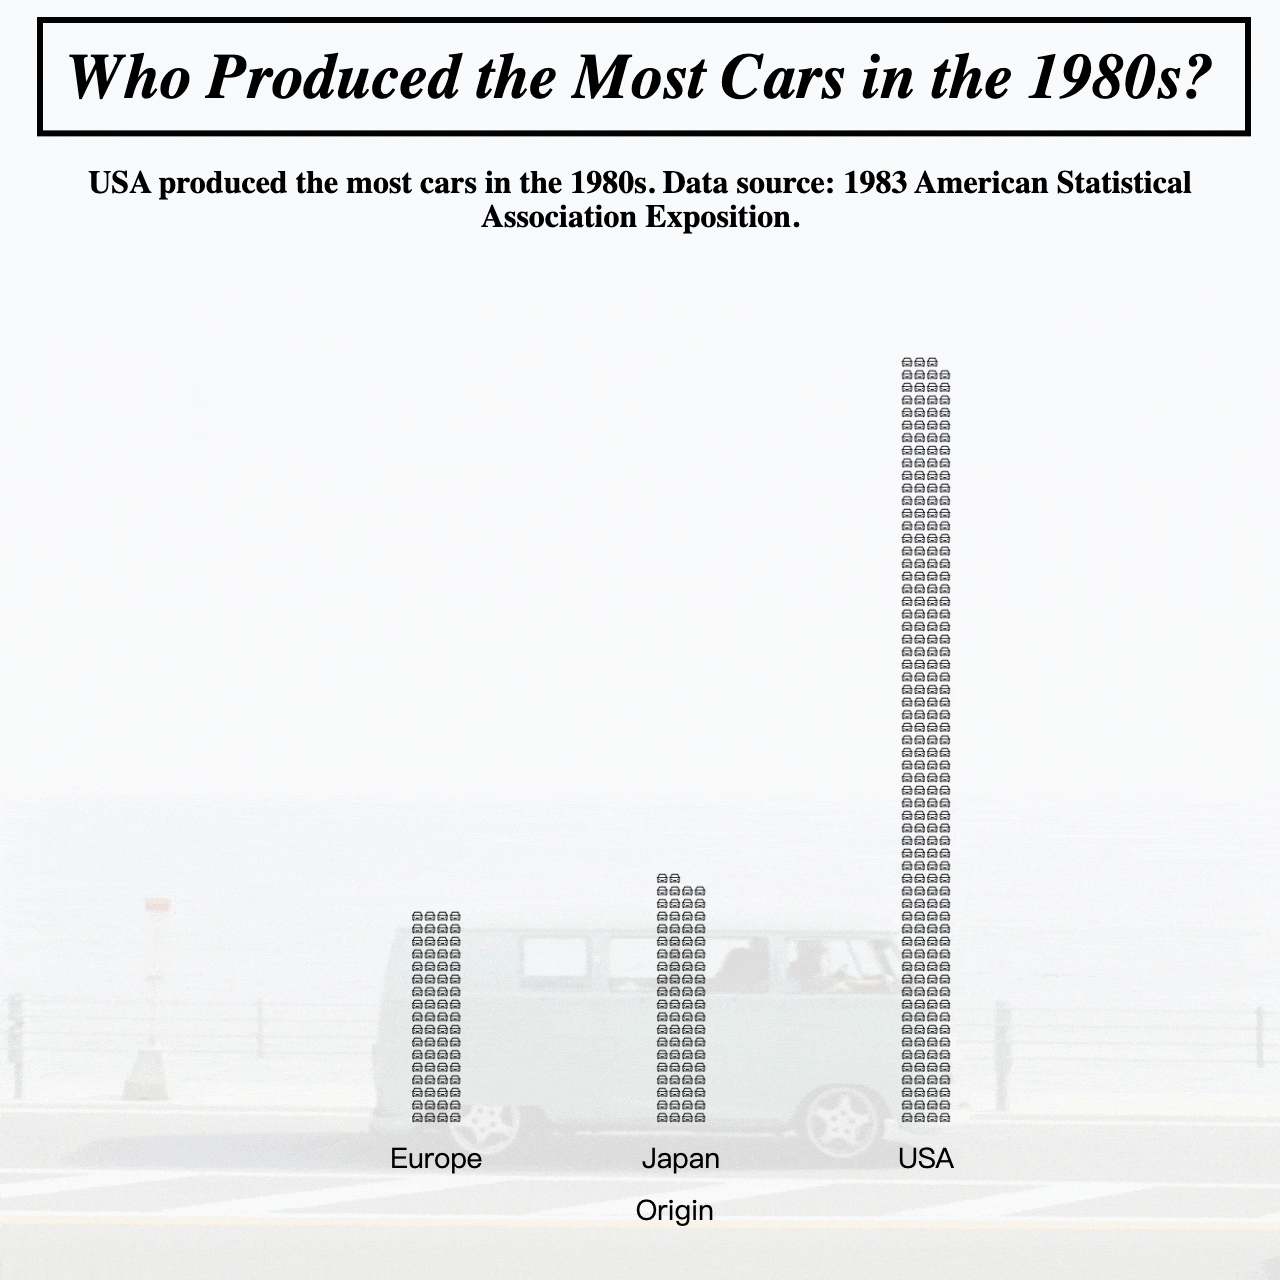 Who Produced the Most Cars in the 1980s?
USA produced the most cars in the 1980s. Data source: 1983 American Statistical
Association Exposition.
Europe Japan USA
Origin